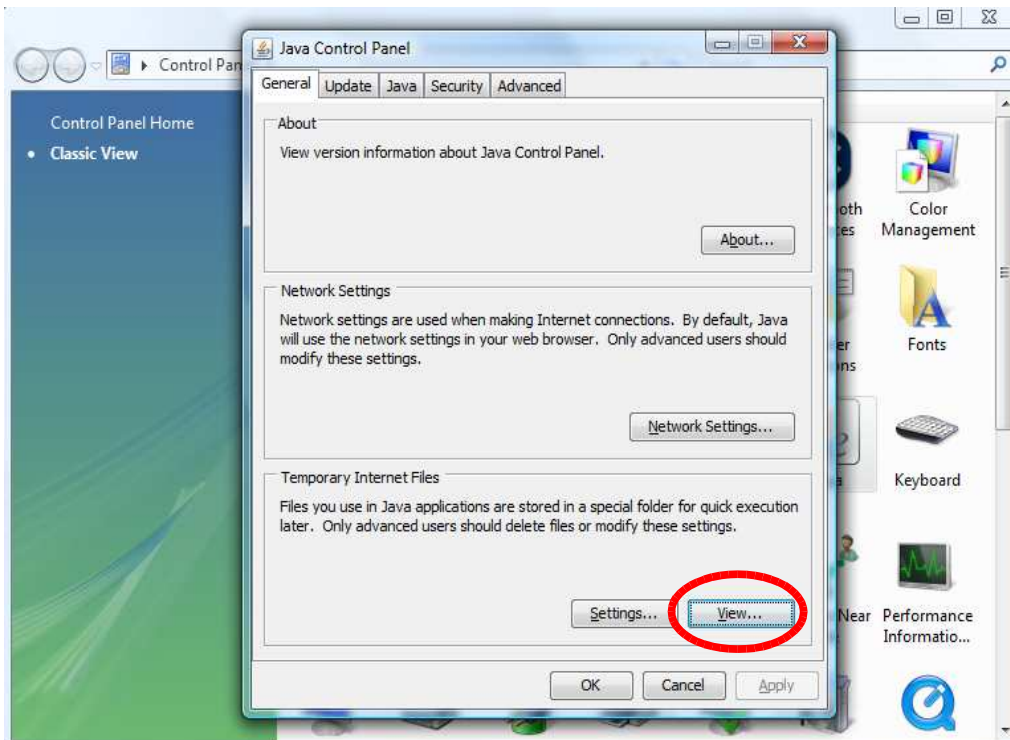 Java Control Panel
Control Pan
General Update Java Security Advanced
Control Panel Home
Classic View
About
View version information about Java Control Panel.
About...
Network Settings
Network settings are used when making Internet connections. By default, Java
will use the network settings in your web browser. Only advanced users should
modify these settings.
Network Settings...
Temporary Internet Files
Files you use in Java applications are stored in a special folder for quick execution
later. Only advanced users should delete files or modify these settings.
Settings... View...
OK Cancel Apply
oth
es
Color
Management
er
ns
Fonts
a
Keyboard
Near
Performance
Informatio...